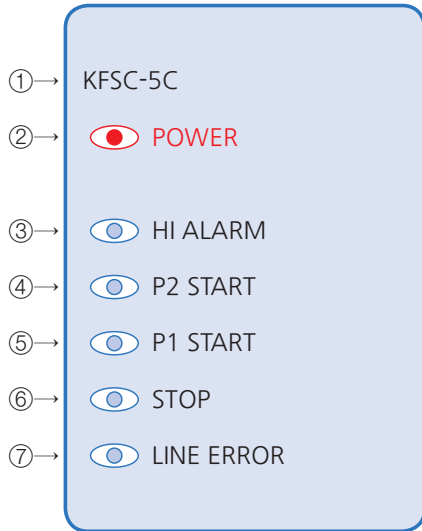 ① KFSC-5C
② POWER
③ HI ALARM
④ P2 START
⑤ P1 START
⑥ STOP
⑦ LINE ERROR